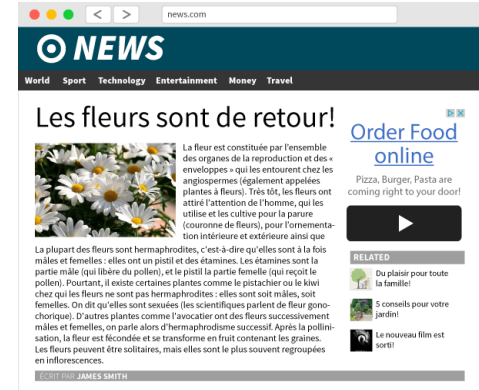 news.com
NEWS
World Sport Technology Entertainment Money Travel
Les fleurs sont de retour!
La fleur est constituée par l'ensemble
des organes de la reproduction et des «
enveloppes » qui les entourent chez les
angiospermes (également appelées
plantes à fleurs). Très tôt, les fleurs ont
attiré l'attention de l'homme, qui les
utilise et les cultive pour la parure
(couronne de fleurs), pour l'ornementa-
tion intérieure et extérieure ainsi que
La plupart des fleurs sont hermaphrodites, c'est-à-dire qu'elles sont à la fois
mâles et femelles : elles ont un pistil et des étamines. Les étamines sont la
partie mâle (qui libère du pollen), et le pistil la partie femelle (qui reçoit le
pollen). Pourtant, il existe certaines plantes comme le pistachier ou le kiwi
chez qui les fleurs ne sont pas hermaphrodites : elles sont soit mâles, soit
femelles. On dit qu'elles sont sexuées (les scientifiques parlent de fleur gono-
chorique). D'autres plantes comme l'avocatier ont des fleurs successivement
mâles et femelles, on parle alors d'hermaphrodisme successif. Après la pollini-
sation, la fleur est fécondée et se transforme en fruit contenant les graines.
Les fleurs peuvent être solitaires, mais elles sont le plus souvent regroupées
en inflorescences.
ÉCRIT PAR JAMES SMITH
Order Food
online
Pizza, Burger, Pasta are
coming right to your door!
RELATED
Du plaisir pour toute
la famille!
5 conseils pour votre
jardin!
Le nouveau film est
sorti!